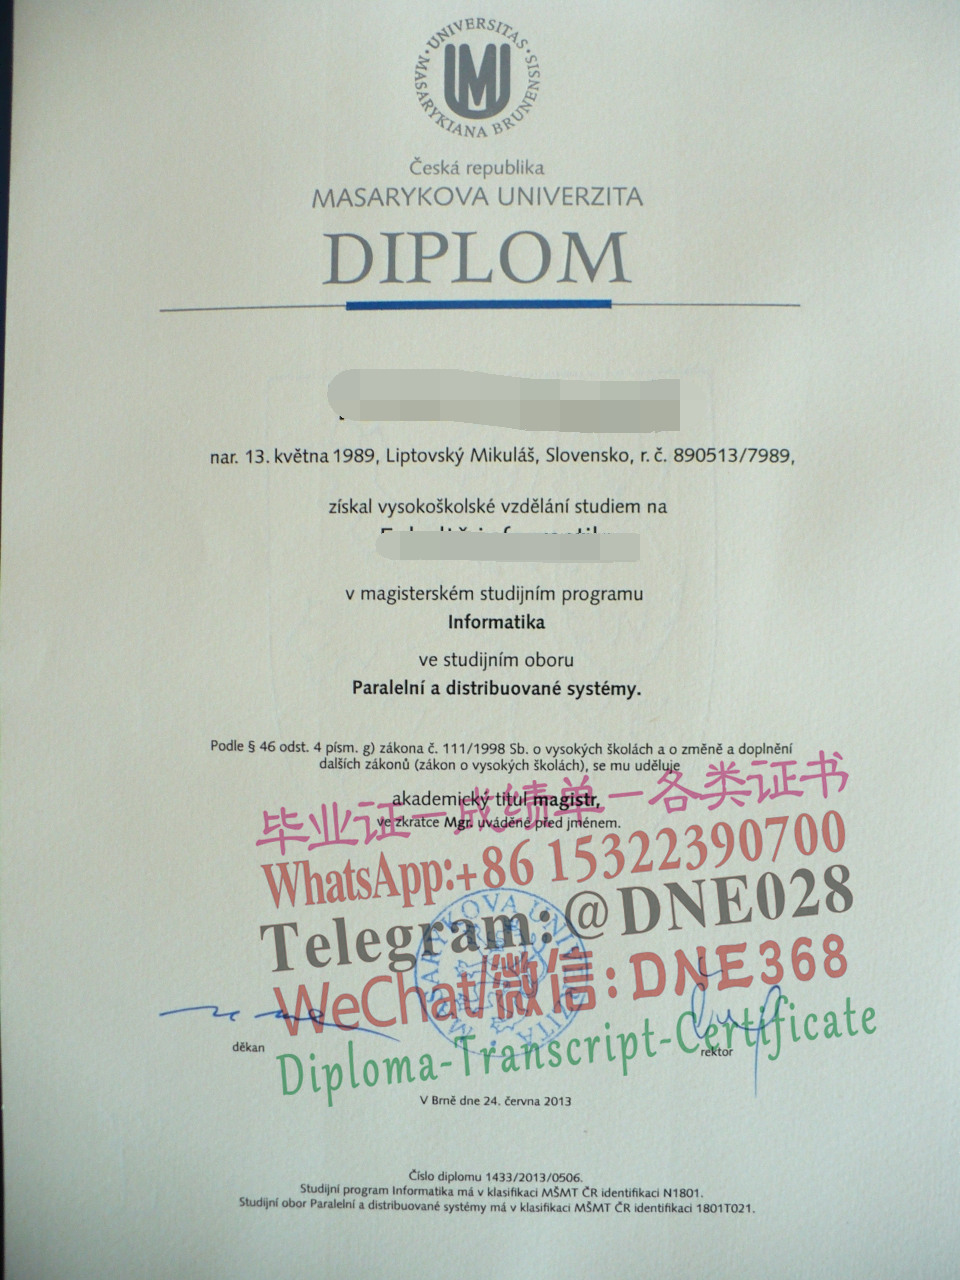 UNIVERSITAS MASARYKIANA BRUNENSIS
MU
Česká republika
MASARYKOVA UNIVERZITA
DIPLOM
nar. 13. května 1989, Liptovský Mikuláš, Slovensko, r. č. 890513/7989,
získal vysokoškolské vzdělání studiem na
v magisterském studijním programu
Informatika
ve studijním oboru
Paralelní a distribuované systémy.
Podle § 46 odst. 4 písm. g) zákona č. 111/1998 Sb. o vysokých školách a o změně a doplnění
dalších zákonů (zákon o vysokých školách), se mu uděluje
akademický titul magistr,
ve zkratce Mgr. uváděné před jménem.
毕业证－成绩单－各类证书
WhatsApp:+86 15322390700
Telegram:@DNE028
WeChat/微信:DNE368
Diploma-Transcript-Certificate
MASARYKOVA UNIVERZITA
děkan
rektor
V Brně dne 24. června 2013
Číslo diplomu 1433/2013/0506.
Studijní program Informatika má v klasifikaci MŠMT ČR identifikaci N1801.
Studijní obor Paralelní a distribuované systémy má v klasifikaci MŠMT ČR identifikaci 1801T021.